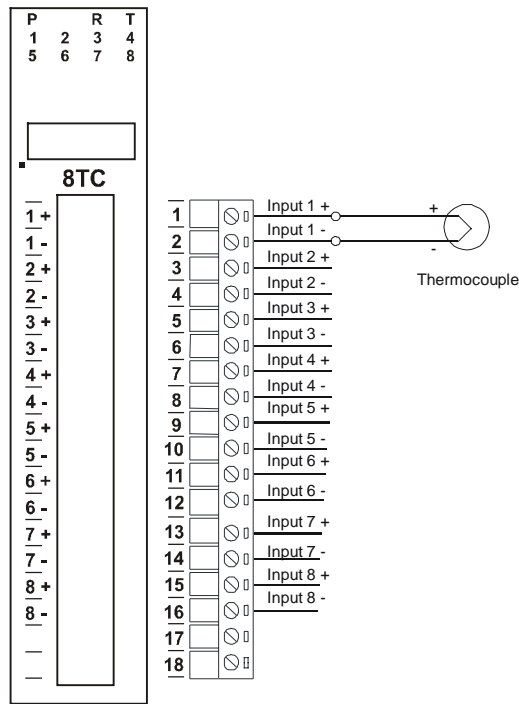 P R T
1 2 3 4
5 6 7 8
8TC
1 +
1 -
2 +
2 -
3 +
3 -
4 +
4 -
5 +
5 -
6 +
6 -
7 +
7 -
8 +
8 -
1 Input 1 + +
2 Input 1 - -
3 Input 2 +
4 Input 2 -
5 Input 3 +
6 Input 3 -
7 Input 4 +
8 Input 4 -
9 Input 5 +
10 Input 5 -
11 Input 6 +
12 Input 6 -
13 Input 7 +
14 Input 7 -
15 Input 8 +
16 Input 8 -
17
18
Thermocouple